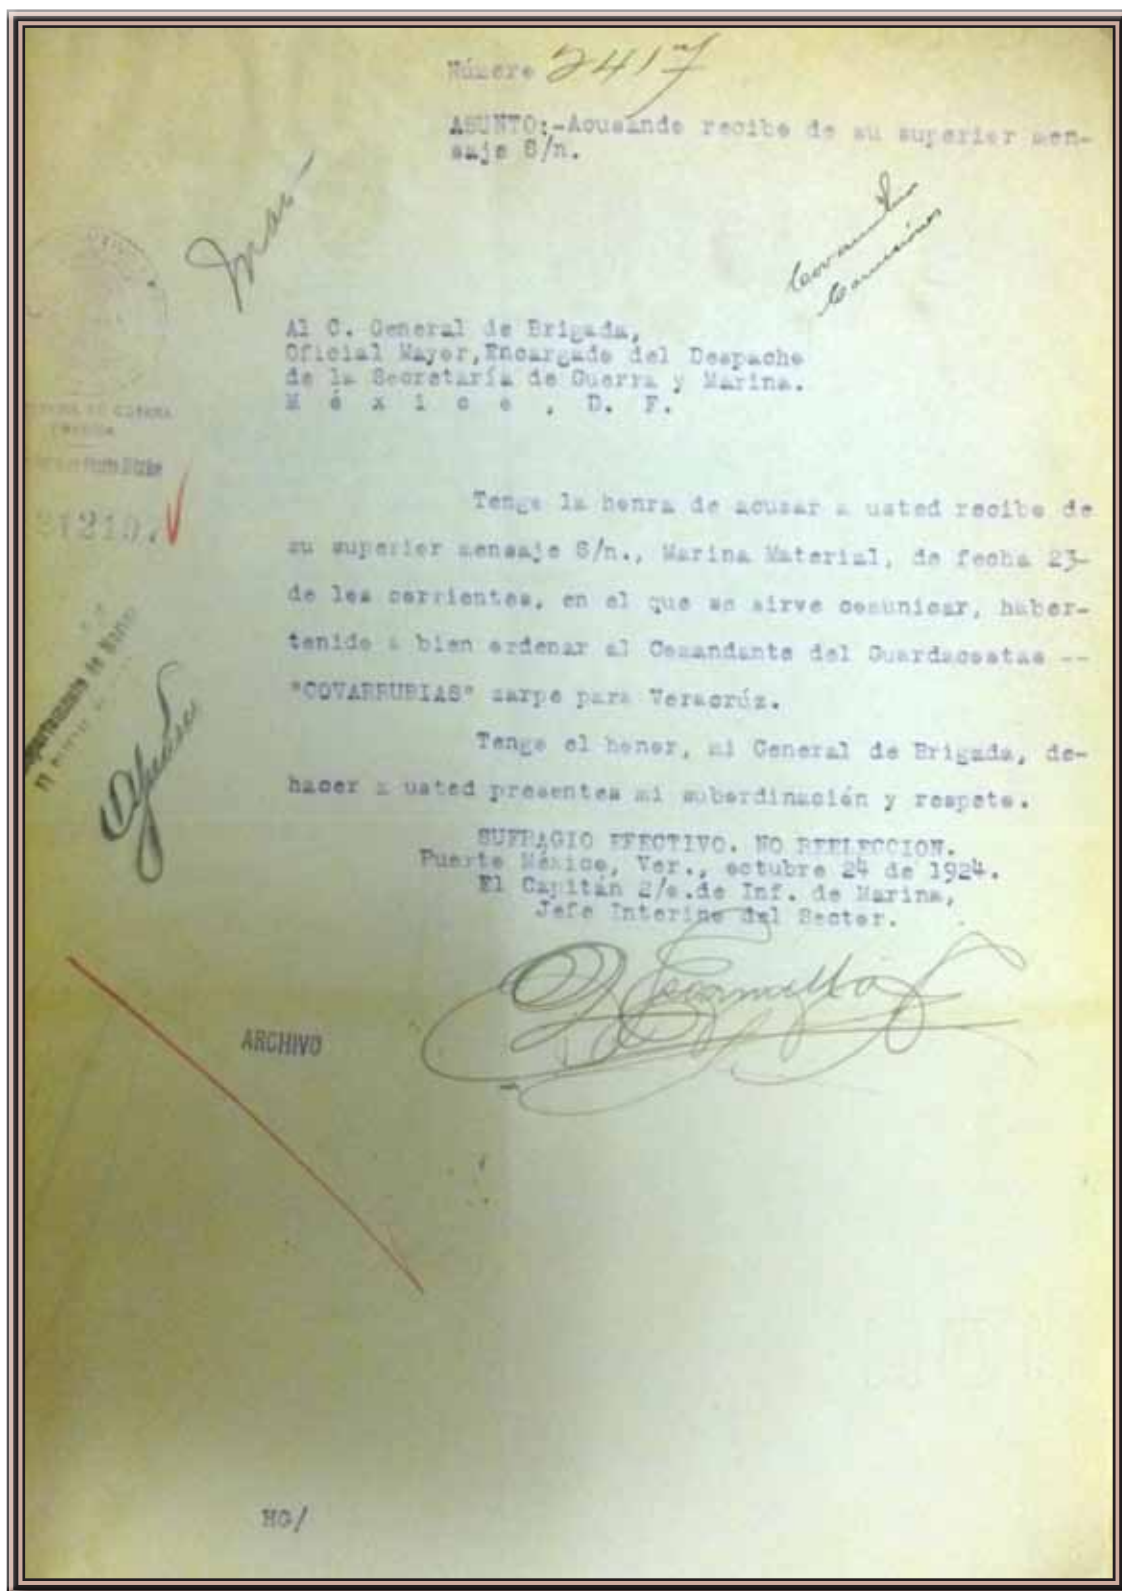 Número 2417
ASUNTO:-Acusando recibo de su superior men-
saje S/n.
Al C. General de Brigada,
Oficial Mayor,Encargado del Despacho
de la Secretaría de Guerra y Marina.
M é x i c o , D. F.
Tengo la honra de acusar a usted recibo de
su superior mensaje S/n., Marina Material, de fecha 23-
de los corrientes, en el que se sirve comunicar, haber-
tenido a bien ordenar al Comandante del Guardacostas --
"COVARRUBIAS" zarpe para Veracrúz.
Tengo el honor, mi General de Brigada, de-
hacer a usted presentes mi subordinación y respeto.
SUFRAGIO EFECTIVO. NO REELECCION.
Puerto México, Ver., octubre 24 de 1924.
El Capitán 2/o.de Inf. de Marina,
Jefe Interino del Sector.
ARCHIVO
HG/